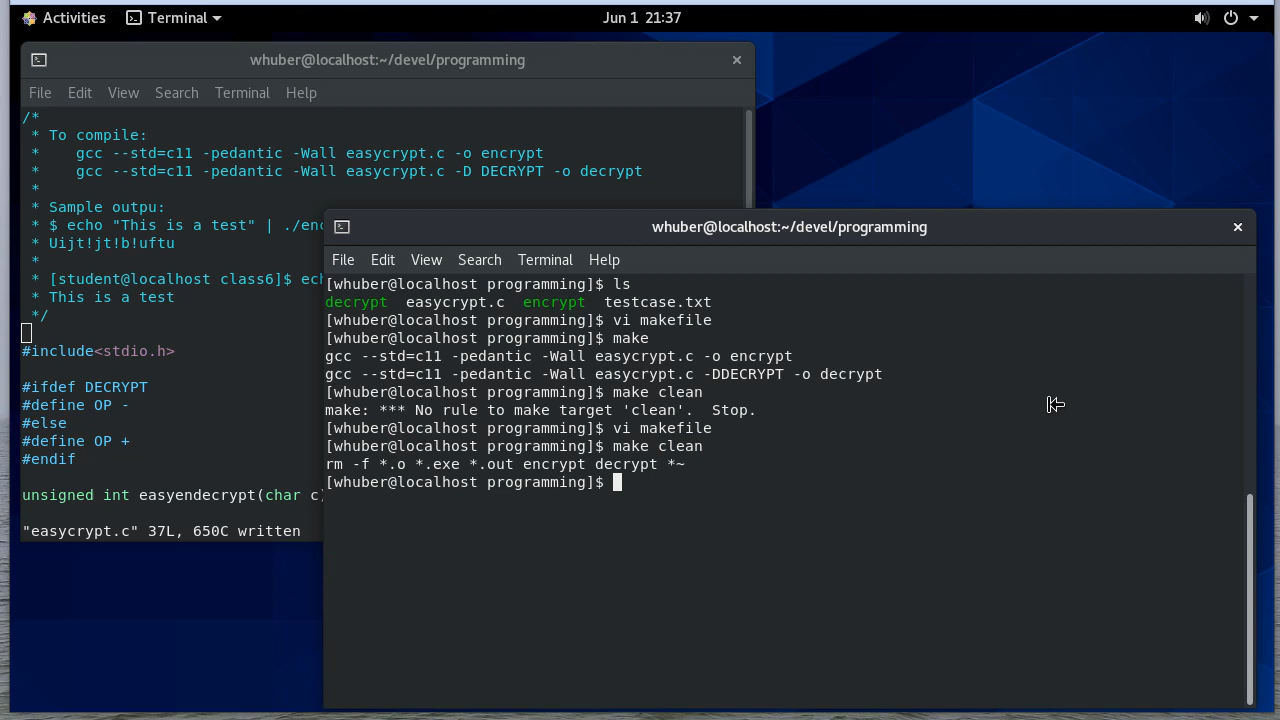 Activities Terminal Jun 1 21:37
whuber@localhost:~/devel/programming
File Edit View Search Terminal Help
/*
 * To compile:
 *    gcc --std=c11 -pedantic -Wall easycrypt.c -o encrypt
 *    gcc --std=c11 -pedantic -Wall easycrypt.c -D DECRYPT -o decrypt
 *
 * Sample outpu:
 * $ echo "This is a test" | ./enc
 * Uijt!jt!b!uftu
 *
 * [student@localhost class6]$ ech
 * This is a test
 */
#include<stdio.h>
#ifdef DECRYPT
#define OP -
#else
#define OP +
#endif
unsigned int easyendecrypt(char c)
"easycrypt.c" 37L, 650C written
whuber@localhost:~/devel/programming
File Edit View Search Terminal Help
[whuber@localhost programming]$ ls
decrypt  easycrypt.c  encrypt  testcase.txt
[whuber@localhost programming]$ vi makefile
[whuber@localhost programming]$ make
gcc --std=c11 -pedantic -Wall easycrypt.c -o encrypt
gcc --std=c11 -pedantic -Wall easycrypt.c -DDECRYPT -o decrypt
[whuber@localhost programming]$ make clean
make: *** No rule to make target 'clean'.  Stop.
[whuber@localhost programming]$ vi makefile
[whuber@localhost programming]$ make clean
rm -f *.o *.exe *.out encrypt decrypt *~
[whuber@localhost programming]$